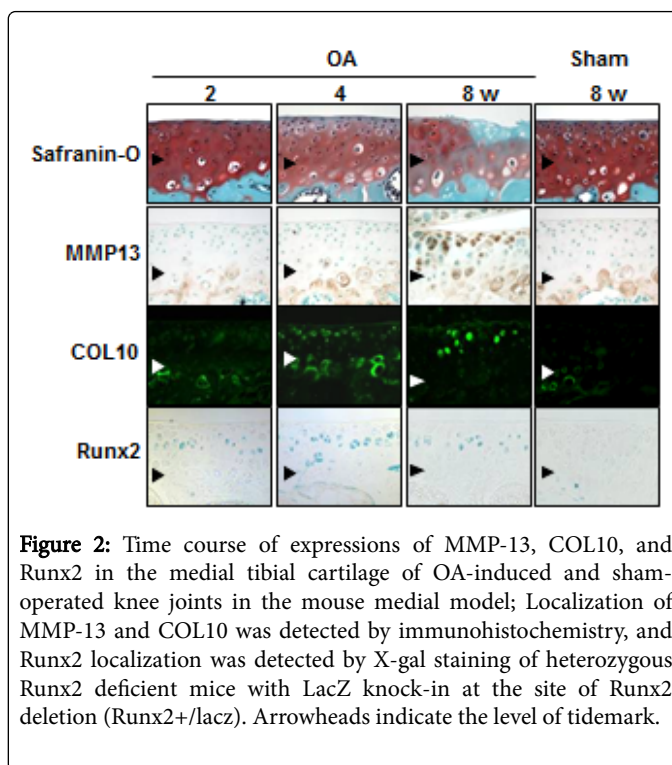 OA Sham
2 4 8 w 8 w
Safranin-O
MMP13
COL10
Runx2
Figure 2: Time course of expressions of MMP-13, COL10, and
Runx2 in the medial tibial cartilage of OA-induced and sham-
operated knee joints in the mouse medial model; Localization of
MMP-13 and COL10 was detected by immunohistochemistry, and
Runx2 localization was detected by X-gal staining of heterozygous
Runx2 deficient mice with LacZ knock-in at the site of Runx2
deletion (Runx2+/lacz). Arrowheads indicate the level of tidemark.